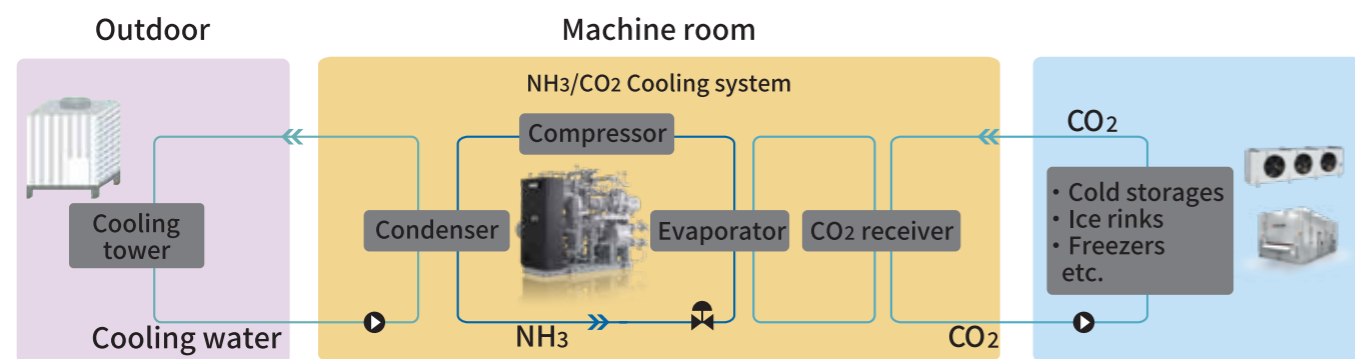 Outdoor
Machine room
NH3/CO2 Cooling system
Compressor
CO2
Cooling
tower
Condenser
Evaporator
CO2 receiver
・Cold storages
・Ice rinks
・Freezers
etc.
Cooling water
NH3
CO2